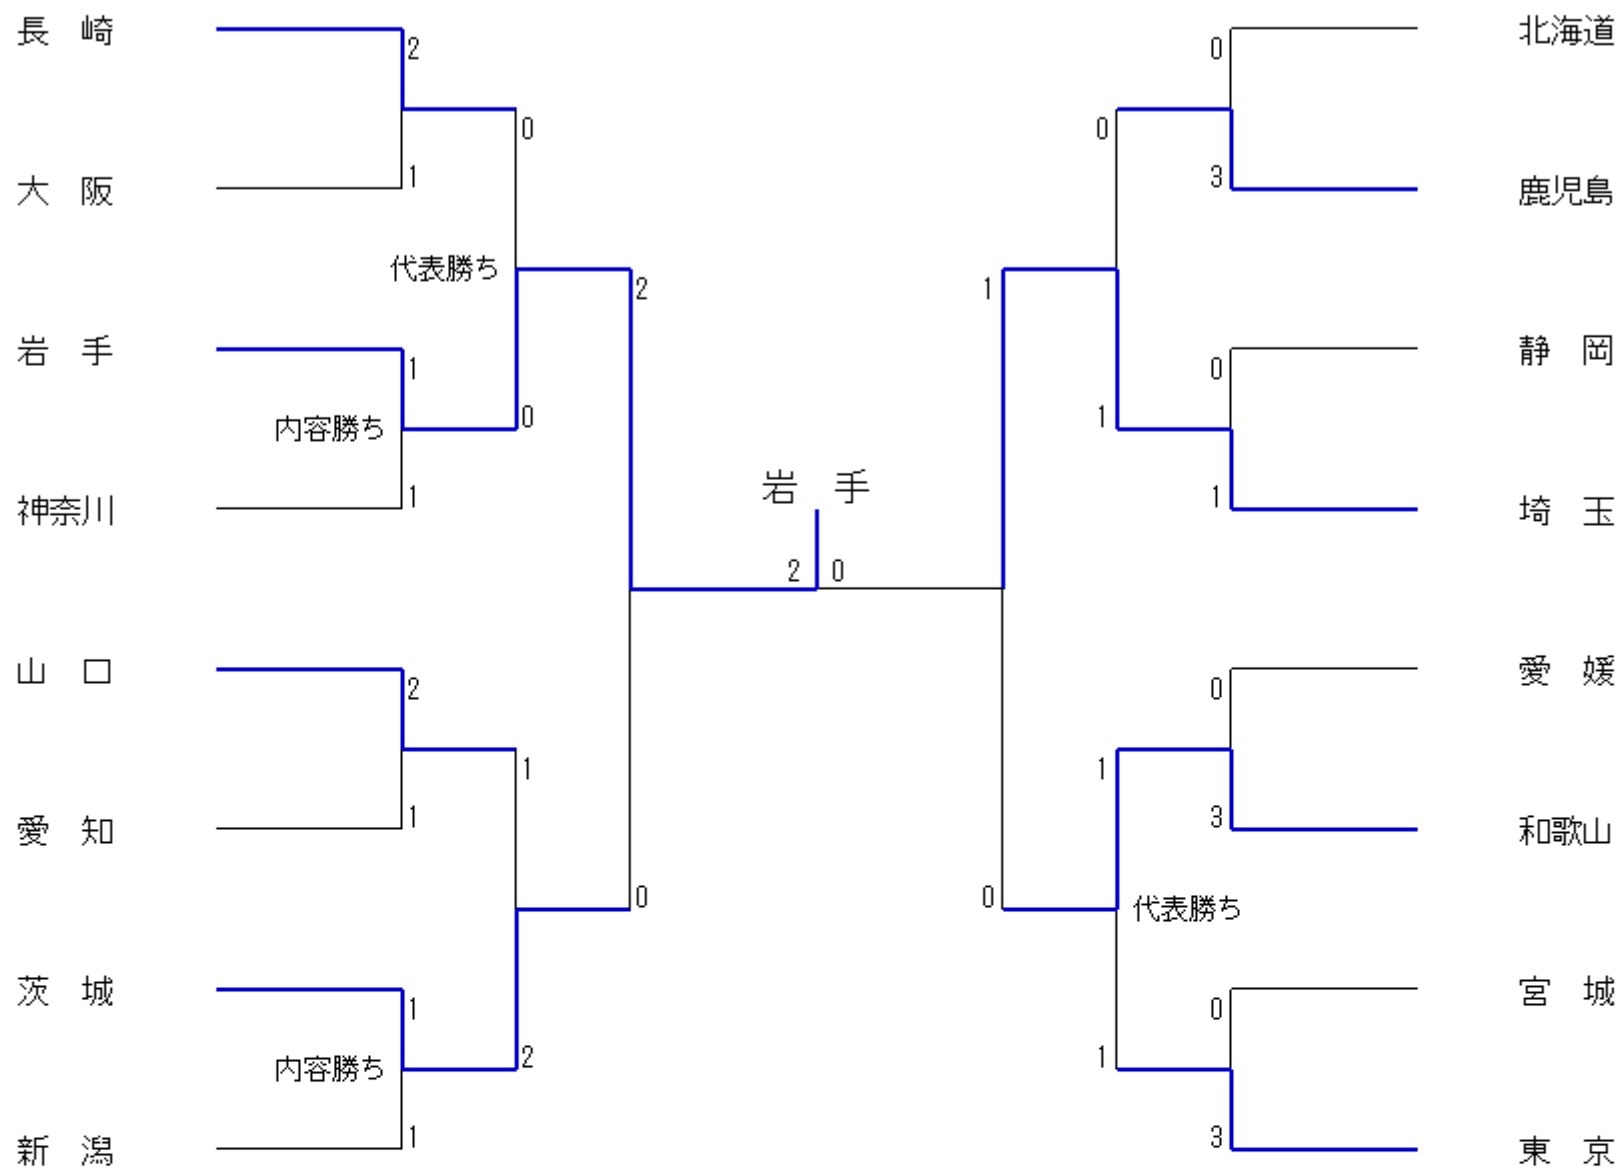 長　崎
2
0
大　阪
1
代表勝ち
2
岩　手
1
内容勝ち
0
神奈川
1
山　口
2
1
愛　知
1
0
茨　城
1
内容勝ち
2
新　潟
1
岩　手
2 0
北海道
0
0
鹿児島
3
1
静　岡
0
1
埼　玉
1
愛　媛
0
1
和歌山
3
0
代表勝ち
宮　城
0
1
東　京
3